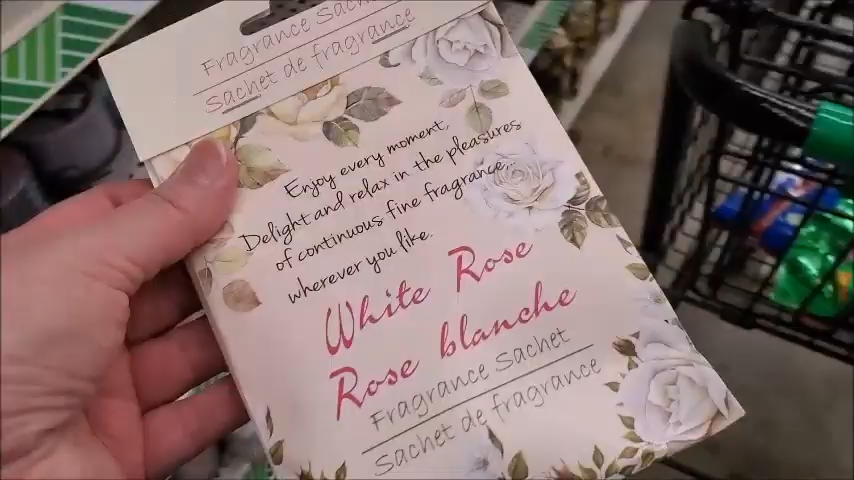 Fragrance Sachet
Sachet de fragrance
Enjoy every moment,
Delight and relax in the pleasures
of continuous fine fragrance
wherever you like.
White Rose
Rose blanche
Fragrance Sachet
Sachet de fragrance